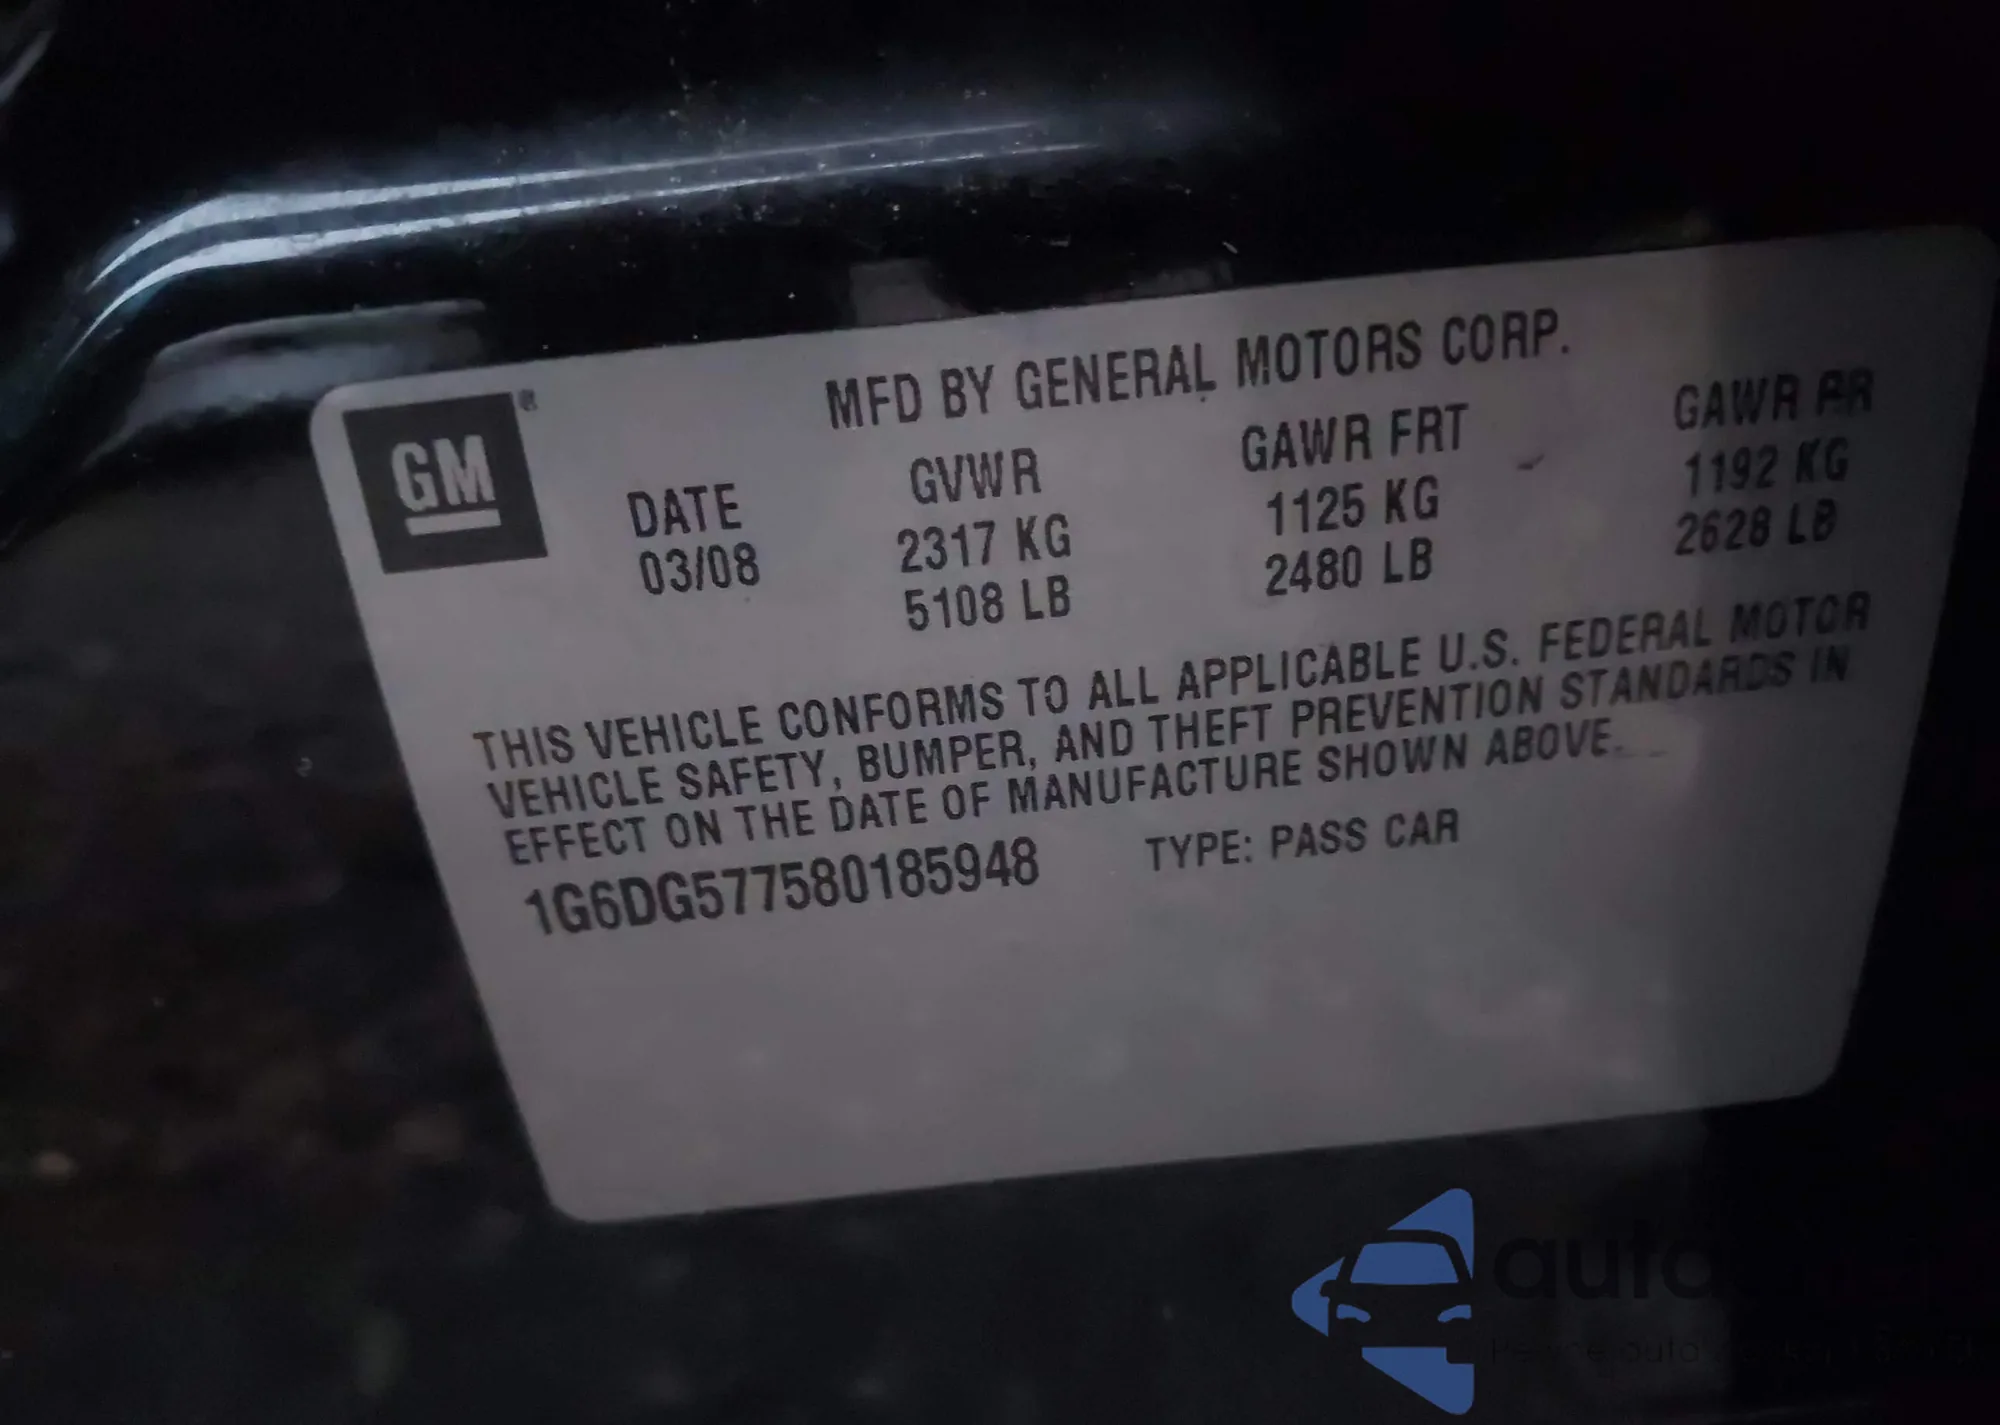 GM
MFD BY GENERAL MOTORS CORP.
DATE GVWR GAWR FRT GAWR RR
03/08 2317 KG 1125 KG 1192 KG
5108 LB 2480 LB 2628 LB
THIS VEHICLE CONFORMS TO ALL APPLICABLE U.S. FEDERAL MOTOR
VEHICLE SAFETY, BUMPER, AND THEFT PREVENTION STANDARDS IN
EFFECT ON THE DATE OF MANUFACTURE SHOWN ABOVE.
1G6DG577580185948 TYPE: PASS CAR